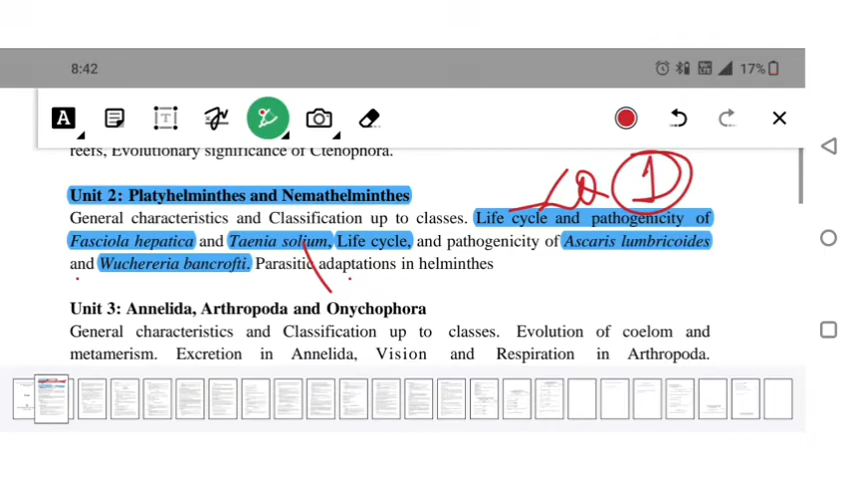 8:42
17%
A
T
reefs, Evolutionary significance of Ctenophora.
Unit 2: Platyhelminthes and Nemathelminthes
General characteristics and Classification up to classes. Life cycle and pathogenicity of
Fasciola hepatica and Taenia solium, Life cycle, and pathogenicity of Ascaris lumbricoides
and Wuchereria bancrofti. Parasitic adaptations in helminthes
Unit 3: Annelida, Arthropoda and Onychophora
General characteristics and Classification up to classes. Evolution of coelom and
metamerism. Excretion in Annelida, Vision and Respiration in Arthropoda.